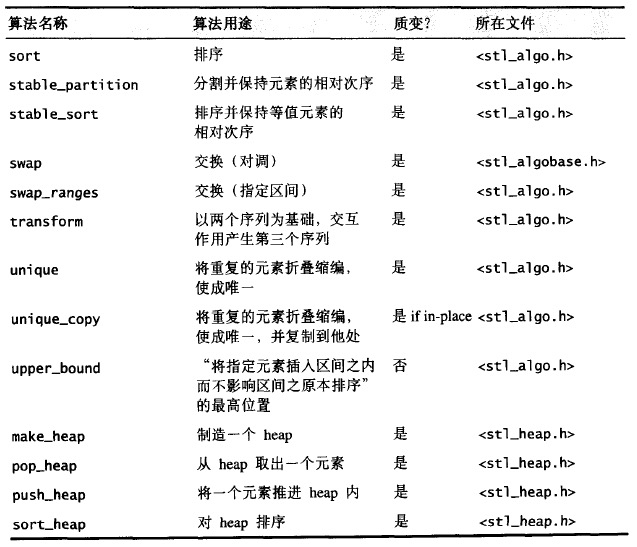 算法名称 算法用途 质变? 所在文件
sort 排序 是 <stl_algo.h>
stable_partition 分割并保持元素的相对次序 是 <stl_algo.h>
stable_sort 排序并保持等值元素的 是 <stl_algo.h>
相对次序
swap 交换（对调） 是 <stl_algobase.h>
swap_ranges 交换（指定区间） 是 <stl_algo.h>
transform 以两个序列为基础，交互 是 <stl_algo.h>
作用产生第三个序列
unique 将重复的元素折叠缩编， 是 <stl_algo.h>
使成唯一
unique_copy 将重复的元素折叠缩编， 是 if in-place <stl_algo.h>
使成唯一，并复制到他处
upper_bound “将指定元素插入区间之内 否 <stl_algo.h>
而不影响区间之原本排序”
的最高位置
make_heap 制造一个 heap 是 <stl_heap.h>
pop_heap 从 heap 取出一个元素 是 <stl_heap.h>
push_heap 将一个元素推进 heap 内 是 <stl_heap.h>
sort_heap 对 heap 排序 是 <stl_heap.h>